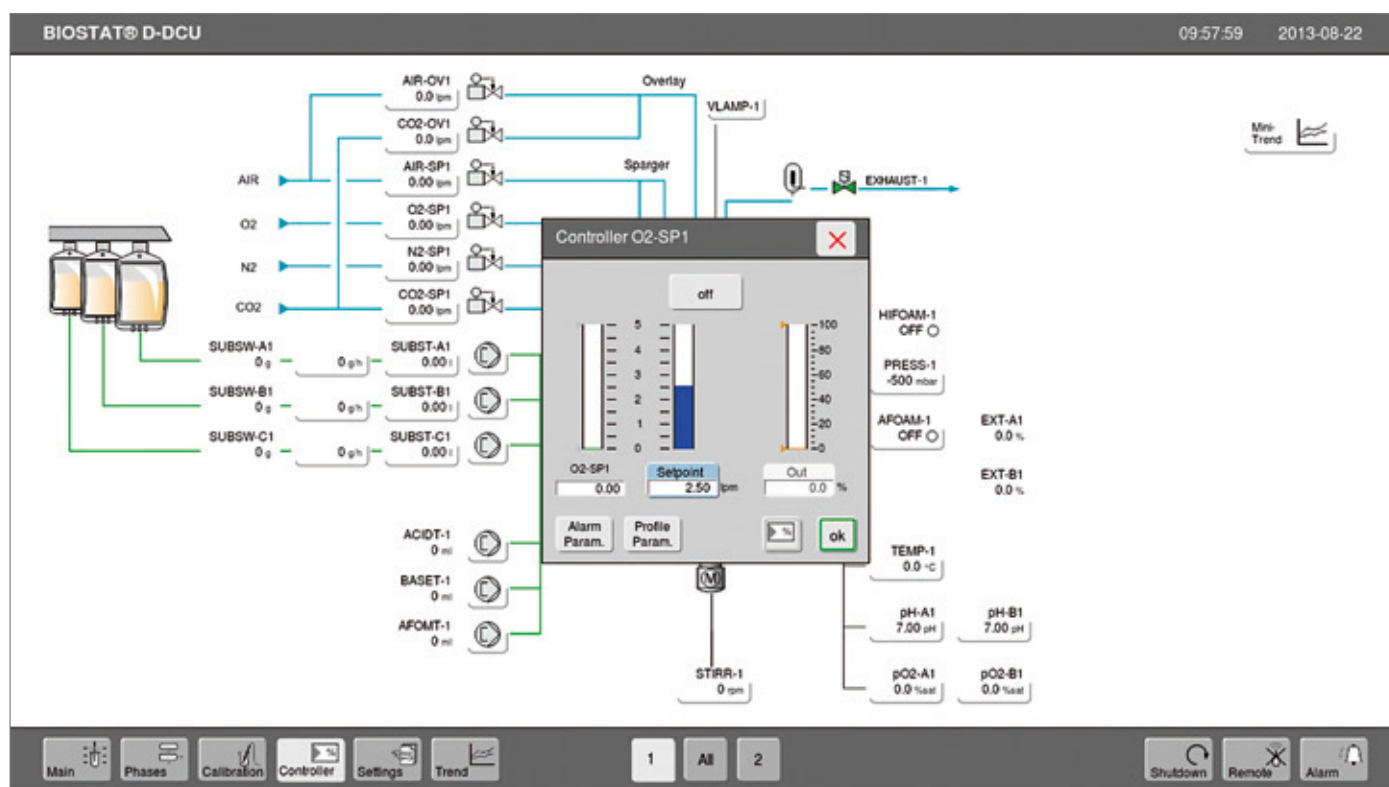 BIOSTAT® D-DCU
09:57:59 2013-08-22
AIR-OV1
0.0 lpm
Overlay
VLAMP-1
CO2-OV1
0.0 lpm
Mini-
Trend
AIR
AIR-SP1
0.00 lpm
Sparger
EXHAUST-1
O2
O2-SP1
0.00 lpm
N2
N2-SP1
0.00 lpm
CO2
CO2-SP1
0.00 lpm
Controller O2-SP1
off
5
4
3
2
1
0
100
80
60
40
20
0
O2-SP1
0.00
Setpoint
2.50 lpm
Out
0.0 %
Alarm
Param.
Profile
Param.
%
ok
HIFOAM-1
OFF
PRESS-1
-500 mbar
AFOAM-1
OFF
EXT-A1
0.0 %
EXT-B1
0.0 %
SUBSW-A1
0 g
0 g/h
SUBST-A1
0.00 l
SUBSW-B1
0 g
0 g/h
SUBST-B1
0.00 l
SUBSW-C1
0 g
0 g/h
SUBST-C1
0.00 l
ACIDT-1
0 ml
BASET-1
0 ml
AFOMT-1
0 ml
M
STIRR-1
0 rpm
TEMP-1
0.0 °C
pH-A1
7.00 pH
pH-B1
7.00 pH
pO2-A1
0.0 %sat
pO2-B1
0.0 %sat
Main
Phases
Calibration
%
Controller
Settings
Trend
1
All
2
Shutdown
Remote
Alarm